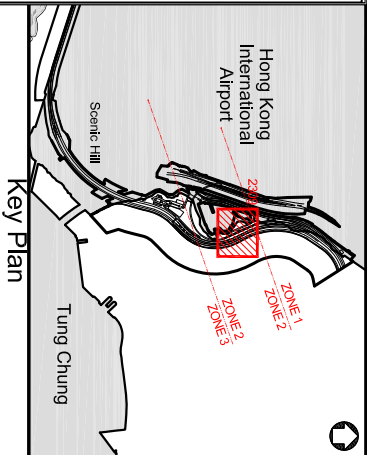 Hong Kong
International
Airport
Scenic Hill
ZONE 1
ZONE 2
ZONE 2
ZONE 3
Tung Chung
Key Plan